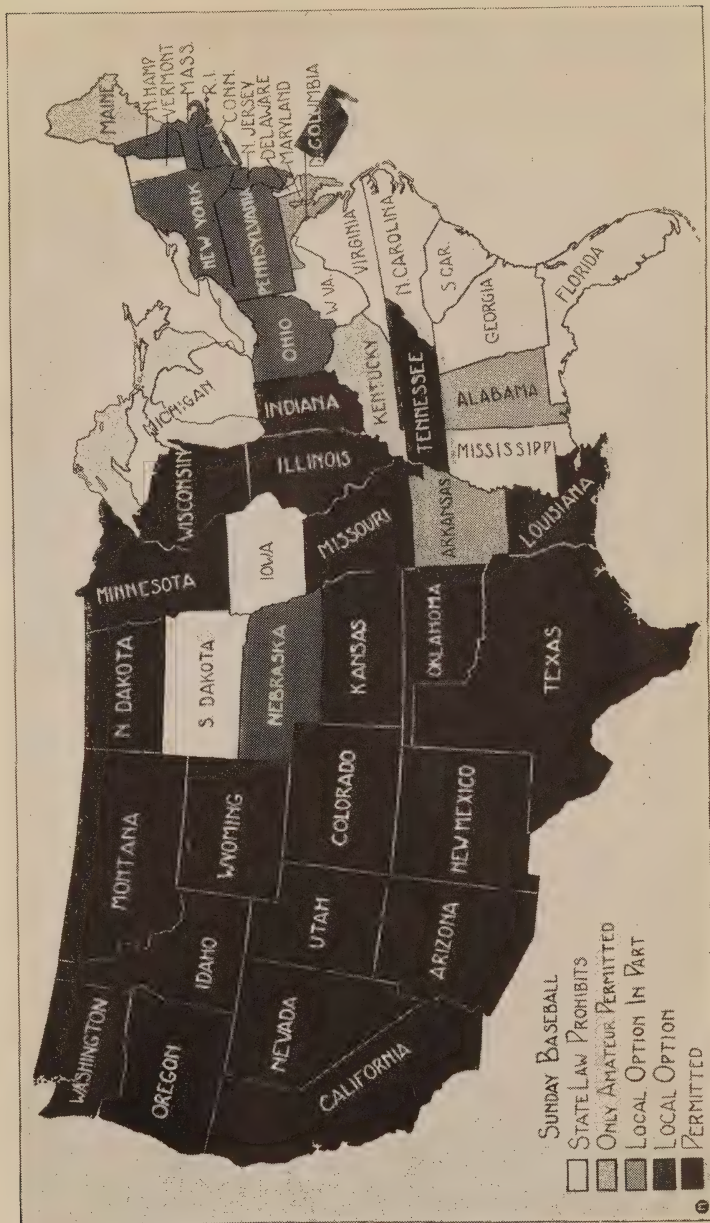 WASHINGTON
OREGON
CALIFORNIA
NEVADA
IDAHO
MONTANA
WYOMING
UTAH
ARIZONA
COLORADO
NEW MEXICO
N. DAKOTA
S. DAKOTA
NEBRASKA
KANSAS
OKLAHOMA
TEXAS
MINNESOTA
IOWA
MISSOURI
ARKANSAS
LOUISIANA
WISCONSIN
ILLINOIS
MICHIGAN
INDIANA
OHIO
KENTUCKY
TENNESSEE
MISSISSIPPI
ALABAMA
GEORGIA
FLORIDA
S. CAR.
N. CAROLINA
VIRGINIA
W VA.
PENNSYLVANIA
NEW YORK
MAINE
N. HAMP
VERMONT
MASS.
R.I.
CONN.
N. JERSEY
DELAWARE
MARYLAND
D. COLUMBIA
SUNDAY BASEBALL
STATE LAW PROHIBITS
ONLY AMATEUR PERMITTED
LOCAL OPTION IN PART
LOCAL OPTION
PERMITTED